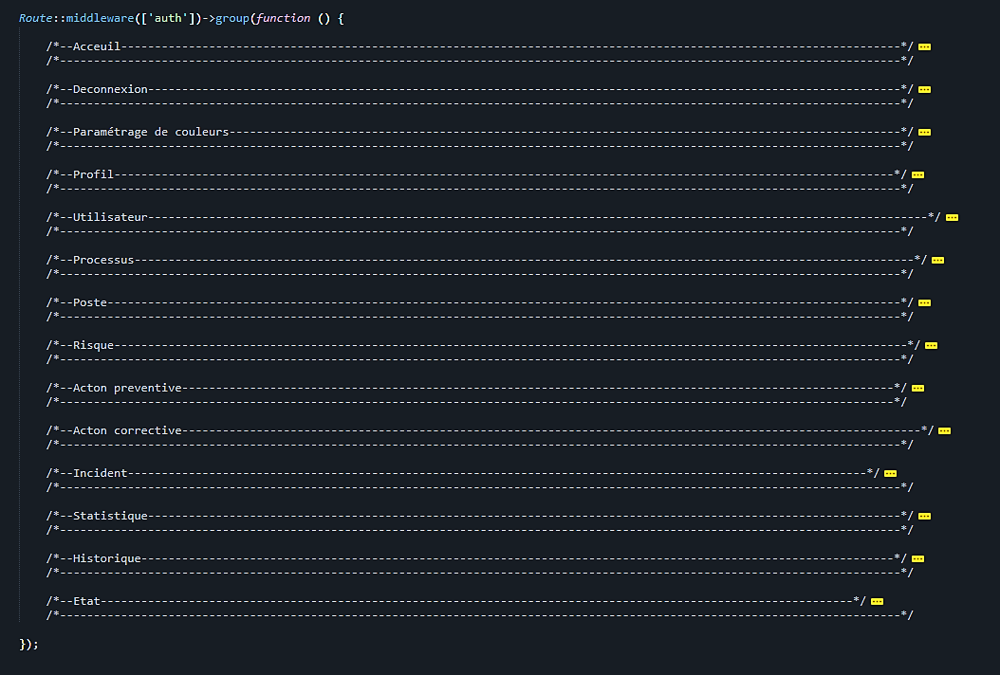 Route::middleware(['auth'])->group(function () {
/*--Acceuil-------------------------------------------------------------------------------------------------------------------*/
/*----------------------------------------------------------------------------------------------------------------------------*/
/*--Deconnexion---------------------------------------------------------------------------------------------------------------*/
/*----------------------------------------------------------------------------------------------------------------------------*/
/*--Paramétrage de couleurs---------------------------------------------------------------------------------------------------*/
/*----------------------------------------------------------------------------------------------------------------------------*/
/*--Profil-------------------------------------------------------------------------------------------------------------------*/
/*----------------------------------------------------------------------------------------------------------------------------*/
/*--Utilisateur-------------------------------------------------------------------------------------------------------------------*/
/*----------------------------------------------------------------------------------------------------------------------------*/
/*--Processus-------------------------------------------------------------------------------------------------------------------*/
/*----------------------------------------------------------------------------------------------------------------------------*/
/*--Poste---------------------------------------------------------------------------------------------------------------------*/
/*----------------------------------------------------------------------------------------------------------------------------*/
/*--Risque---------------------------------------------------------------------------------------------------------------------*/
/*----------------------------------------------------------------------------------------------------------------------------*/
/*--Acton preventive---------------------------------------------------------------------------------------------------------*/
/*---------------------------------------------------------------------------------------------------------------------------*/
/*--Acton corrective-------------------------------------------------------------------------------------------------------------*/
/*----------------------------------------------------------------------------------------------------------------------------*/
/*--Incident-------------------------------------------------------------------------------------------------------------*/
/*----------------------------------------------------------------------------------------------------------------------------*/
/*--Statistique---------------------------------------------------------------------------------------------------------------*/
/*----------------------------------------------------------------------------------------------------------------------------*/
/*--Historique---------------------------------------------------------------------------------------------------------------*/
/*----------------------------------------------------------------------------------------------------------------------------*/
/*--Etat---------------------------------------------------------------------------------------------------------------*/
/*----------------------------------------------------------------------------------------------------------------------------*/
});